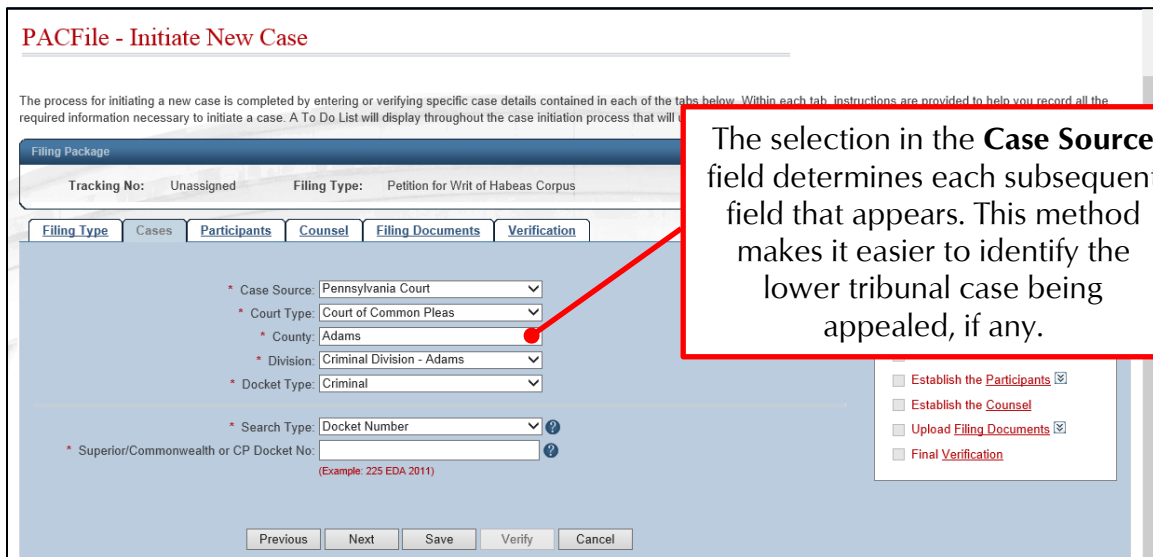 PACFile - Initiate New Case
The process for initiating a new case is completed by entering or verifying specific case details contained in each of the tabs below. Within each tab, instructions are provided to help you record all the
required information necessary to initiate a case. A To Do List will display throughout the case initiation process that will
Filing Package
Tracking No: Unassigned Filing Type: Petition for Writ of Habeas Corpus
The selection in the Case Source
field determines each subsequent
field that appears. This method
makes it easier to identify the
lower tribunal case being
appealed, if any.
Filing Type Cases Participants Counsel Filing Documents Verification
* Case Source: Pennsylvania Court
* Court Type: Court of Common Pleas
* County: Adams
* Division: Criminal Division - Adams
* Docket Type: Criminal
* Search Type: Docket Number
* Superior/Commonwealth or CP Docket No:
(Example: 225 EDA 2011)
Establish the Participants
Establish the Counsel
Upload Filing Documents
Final Verification
Previous Next Save Verify Cancel